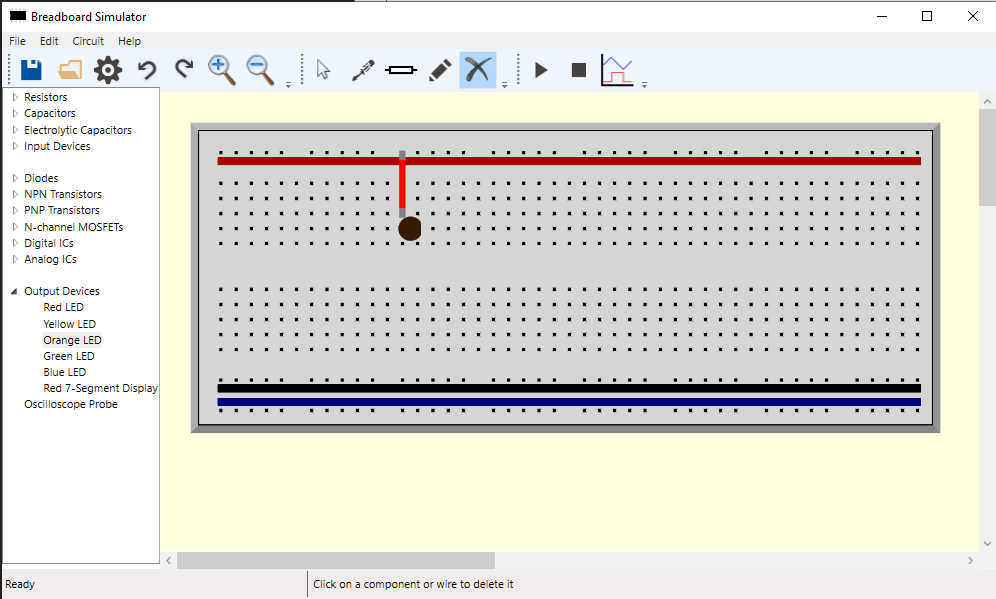 Breadboard Simulator
File Edit Circuit Help
Resistors
Capacitors
Electrolytic Capacitors
Input Devices
Diodes
NPN Transistors
PNP Transistors
N-channel MOSFETs
Digital ICs
Analog ICs
Output Devices
Red LED
Yellow LED
Orange LED
Green LED
Blue LED
Red 7-Segment Display
Oscilloscope Probe
Ready
Click on a component or wire to delete it